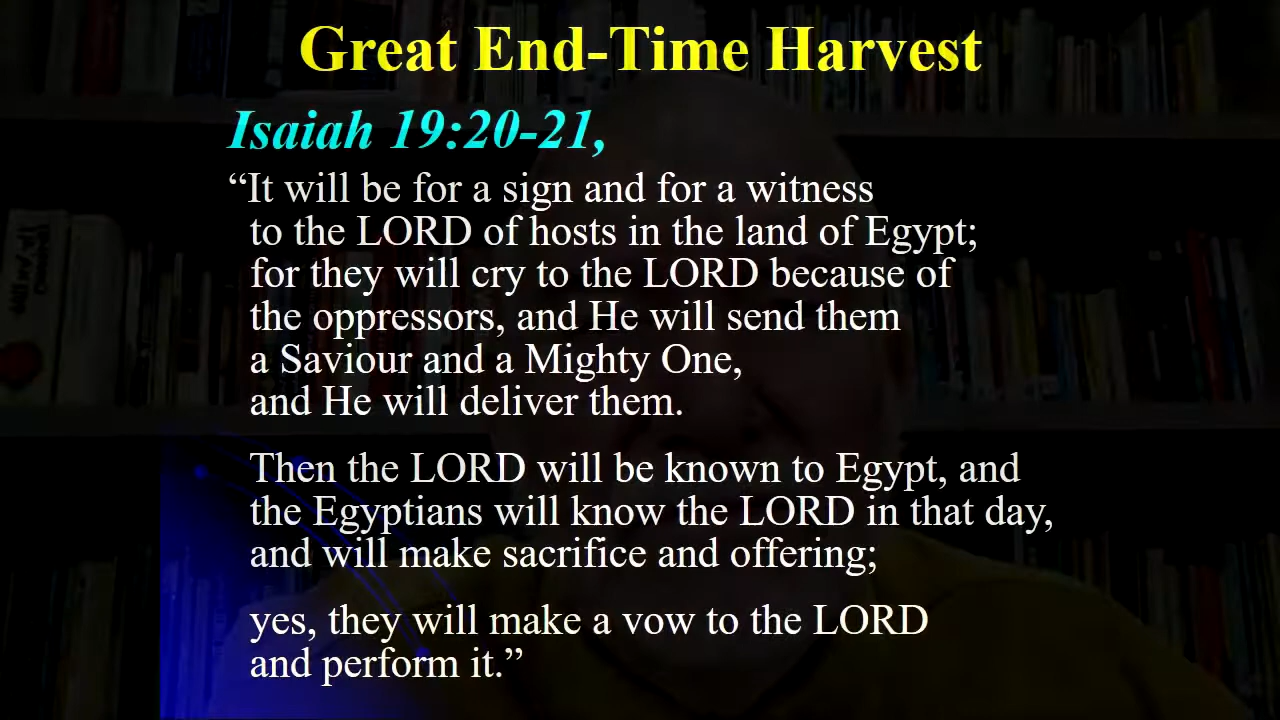 Great End-Time Harvest
Isaiah 19:20-21,
“It will be for a sign and for a witness
to the LORD of hosts in the land of Egypt;
for they will cry to the LORD because of
the oppressors, and He will send them
a Saviour and a Mighty One,
and He will deliver them.
Then the LORD will be known to Egypt, and
the Egyptians will know the LORD in that day,
and will make sacrifice and offering;
yes, they will make a vow to the LORD
and perform it.”